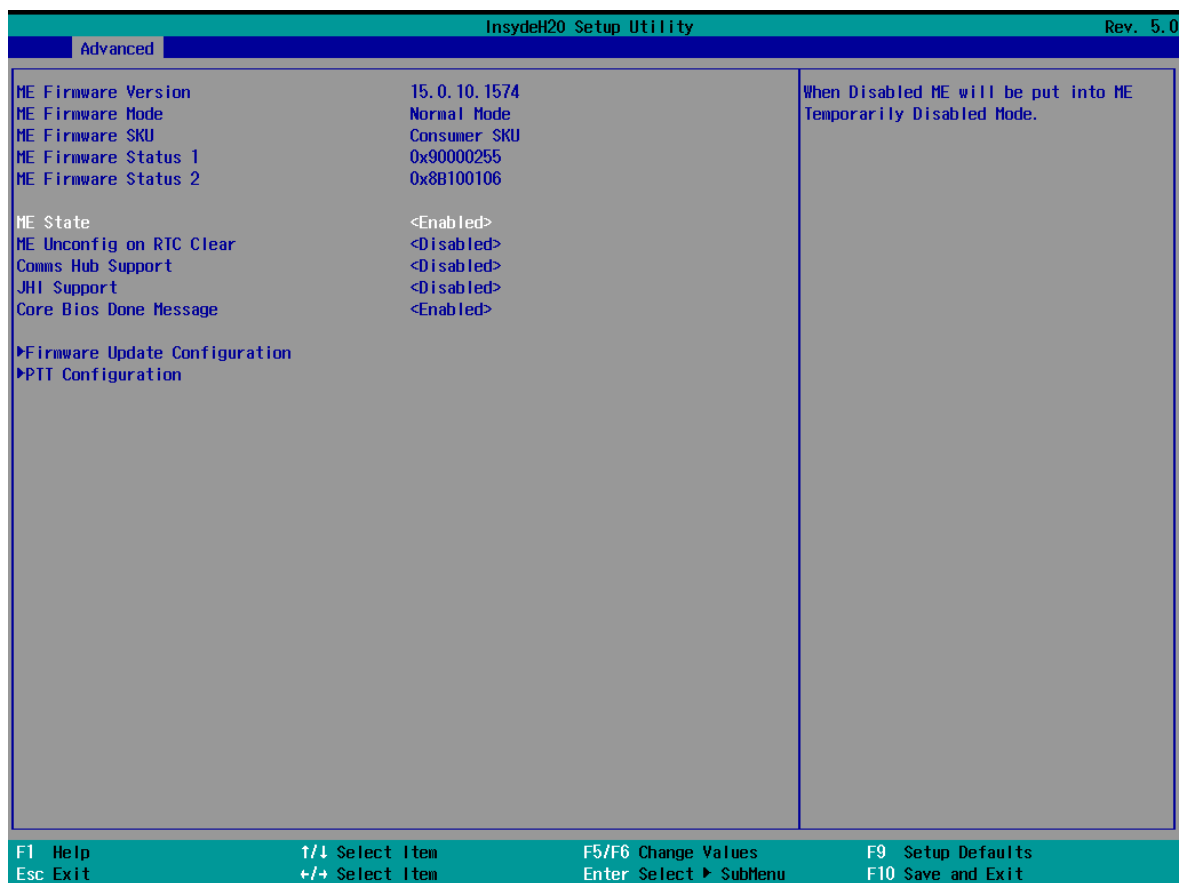 InsydeH20 Setup Utility Rev. 5.0
Advanced
ME Firmware Version 15.0.10.1574
ME Firmware Mode Normal Mode
ME Firmware SKU Consumer SKU
ME Firmware Status 1 0x90000255
ME Firmware Status 2 0x8B100106
ME State <Enabled>
ME Unconfig on RTC Clear <Disabled>
Comms Hub Support <Disabled>
JHI Support <Disabled>
Core Bios Done Message <Enabled>
▶Firmware Update Configuration
▶PTT Configuration
When Disabled ME will be put into ME
Temporarily Disabled Mode.
F1 Help ↑/↓ Select Item F5/F6 Change Values F9 Setup Defaults
Esc Exit ←/→ Select Item Enter Select ▶ SubMenu F10 Save and Exit